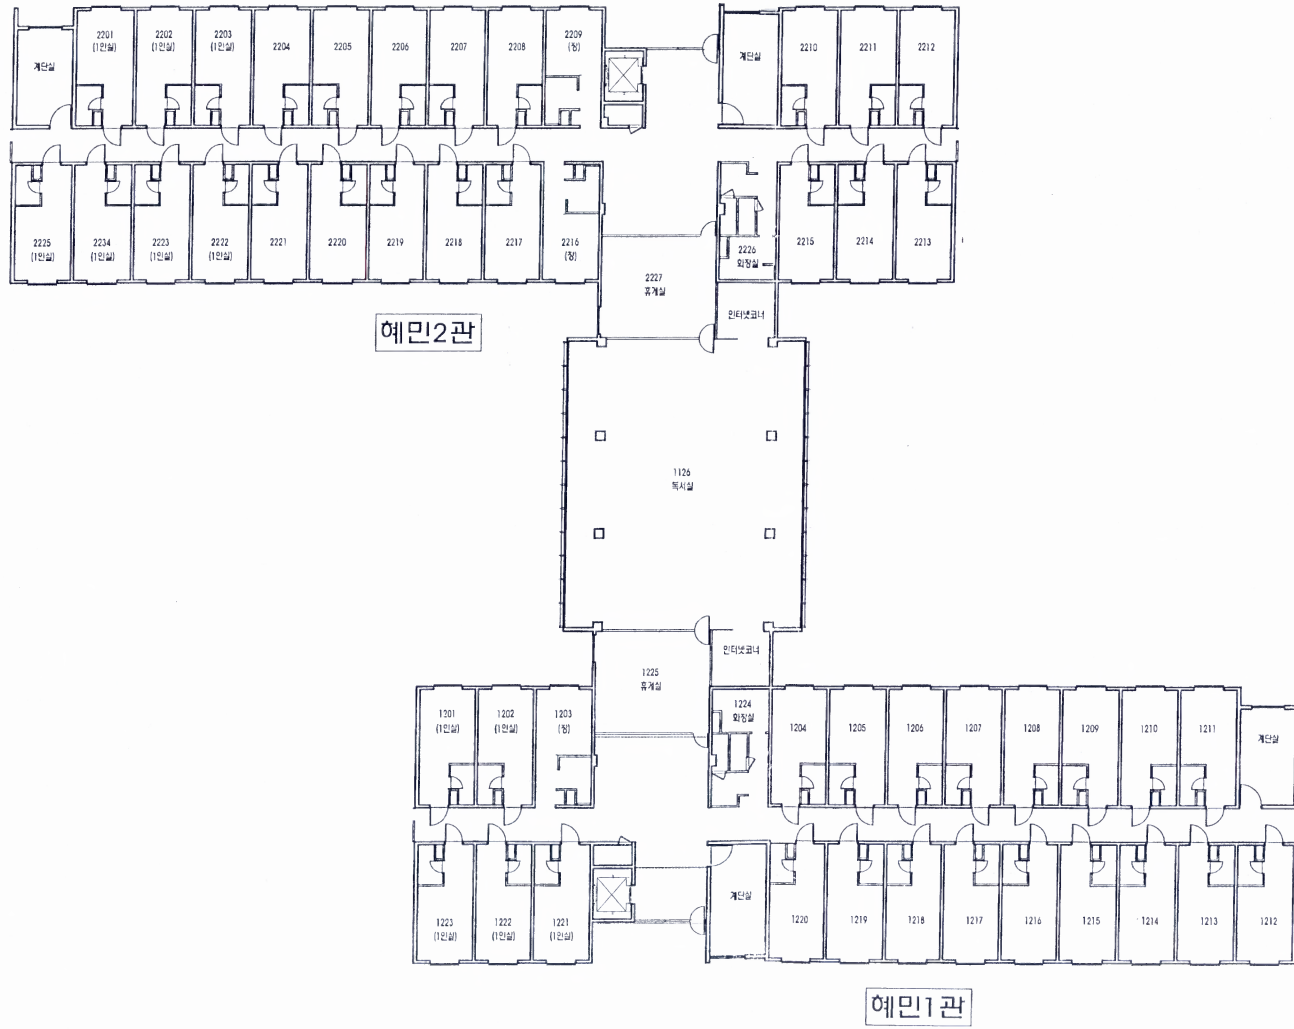 2201
(1인실)
2202
(1인실)
2203
(1인실)
2204
2205
2206
2207
2208
2209
(장)
계단실
계단실
2210
2211
2212
2225
(1인실)
2234
(1인실)
2223
(1인실)
2222
(1인실)
2221
2220
2219
2218
2217
2216
(장)
2227
휴게실
2226
화장실
2215
2214
2213
인터넷코너
혜민2관
1126
독서실
인터넷코너
1225
휴게실
1201
(1인실)
1202
(1인실)
1203
(장)
1224
화장실
1204
1205
1206
1207
1208
1209
1210
1211
계단실
1223
(1인실)
1222
(1인실)
1221
(1인실)
계단실
1220
1219
1218
1217
1216
1215
1214
1213
1212
혜민1관